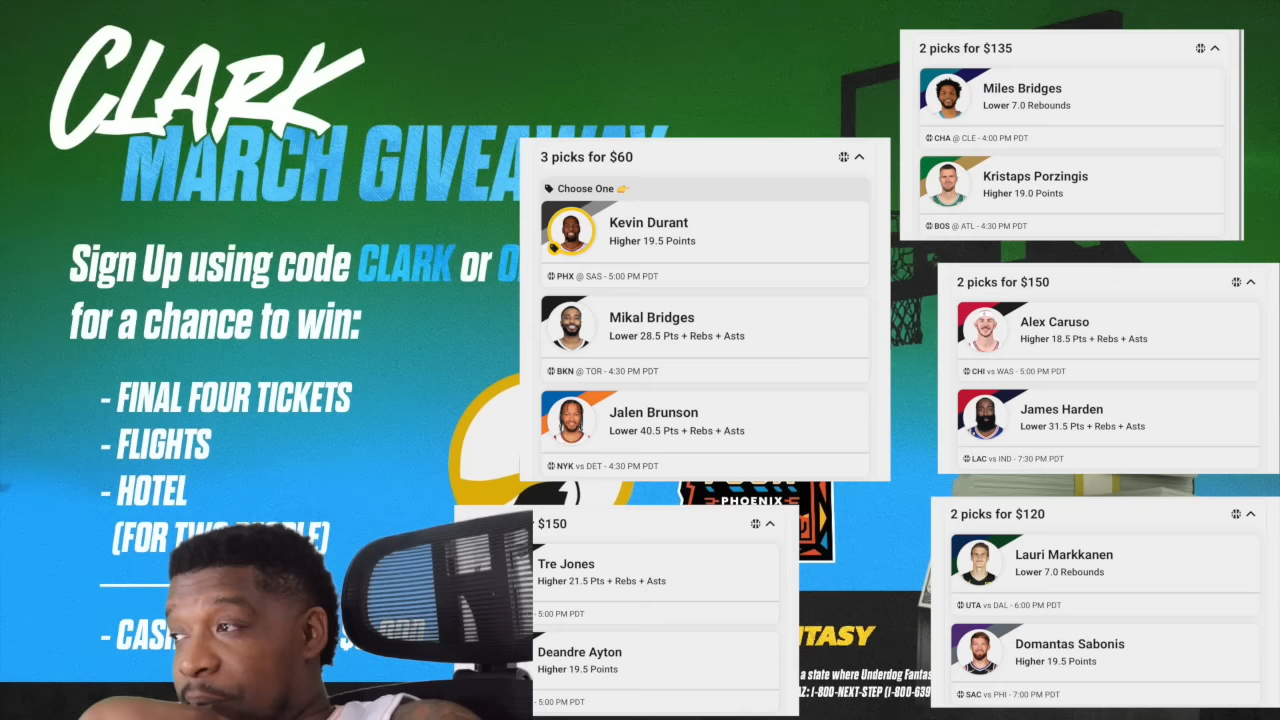 CLARK
MARCH
Sign Up using code CLARK or
for a chance to win:
- FINAL FOUR TICKETS
- FLIGHTS
- HOTEL
(FOR
3 picks for $60
Choose One 👉
Kevin Durant
Higher 19.5 Points
PHX @ SAS - 5:00 PM PDT
Mikal Bridges
Lower 28.5 Pts + Rebs + Asts
BKN @ TOR - 4:30 PM PDT
Jalen Brunson
Lower 40.5 Pts + Rebs + Asts
NYK vs DET - 4:30 PM PDT
PHOENIX
2 picks for $135
Miles Bridges
Lower 7.0 Rebounds
CHA @ CLE - 4:00 PM PDT
Kristaps Porzingis
Higher 19.0 Points
BOS @ ATL - 4:30 PM PDT
2 picks for $150
Alex Caruso
Higher 18.5 Pts + Rebs + Asts
CHI vs WAS - 5:00 PM PDT
James Harden
Lower 31.5 Pts + Rebs + Asts
LAC vs IND - 7:30 PM PDT
$150
Tre Jones
Higher 21.5 Pts + Rebs + Asts
- 5:00 PM PDT
Deandre Ayton
Higher 19.5 Points
- 5:00 PM PDT
2 picks for $120
Lauri Markkanen
Lower 7.0 Rebounds
UTA vs DAL - 6:00 PM PDT
Domantas Sabonis
Higher 19.5 Points
SAC vs PHI - 7:00 PM PDT
a state where Underdog
1-800-NEXT-STEP